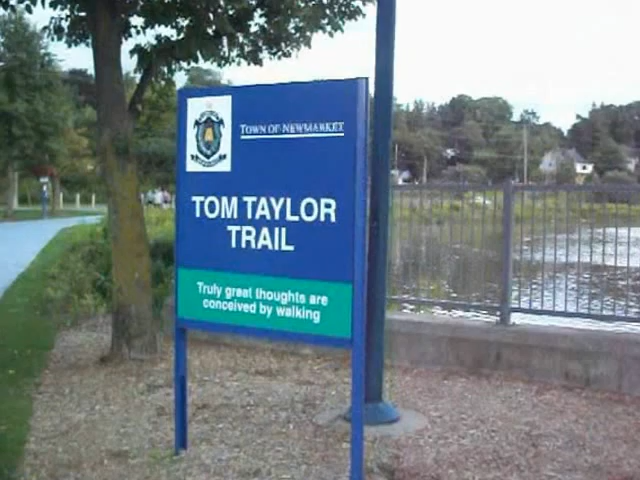 TOWN OF NEWMARKET
TOM TAYLOR
TRAIL
Truly great thoughts are
conceived by walking